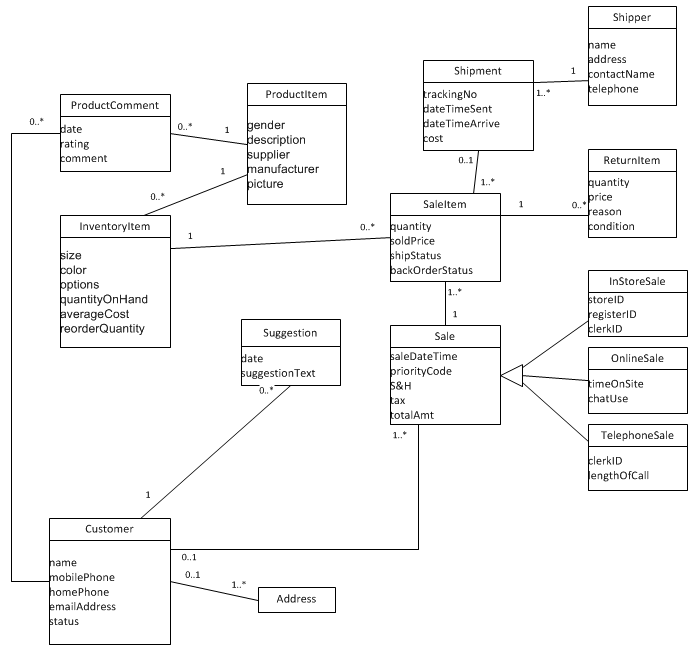 Shipper
name
address
contactName
telephone
Shipment
trackingNo
dateTimeSent
dateTimeArrive
cost
1
1..*
ProductItem
gender
description
supplier
manufacturer
picture
ProductComment
date
rating
comment
0..*
0..*
1
1
0..*
0..1
1..*
ReturnItem
quantity
price
reason
condition
SaleItem
quantity
soldPrice
shipStatus
backOrderStatus
1
0..*
InventoryItem
size
color
options
quantityOnHand
averageCost
reorderQuantity
1
0..*
1..*
1
InStoreSale
storeID
registerID
clerkID
Suggestion
date
suggestionText
0..*
Sale
saleDateTime
priorityCode
S&H
tax
totalAmt
1..*
OnlineSale
timeOnSite
chatUse
TelephoneSale
clerkID
lengthOfCall
1
Customer
name
mobilePhone
homePhone
emailAddress
status
0..1
0..1
1..*
Address